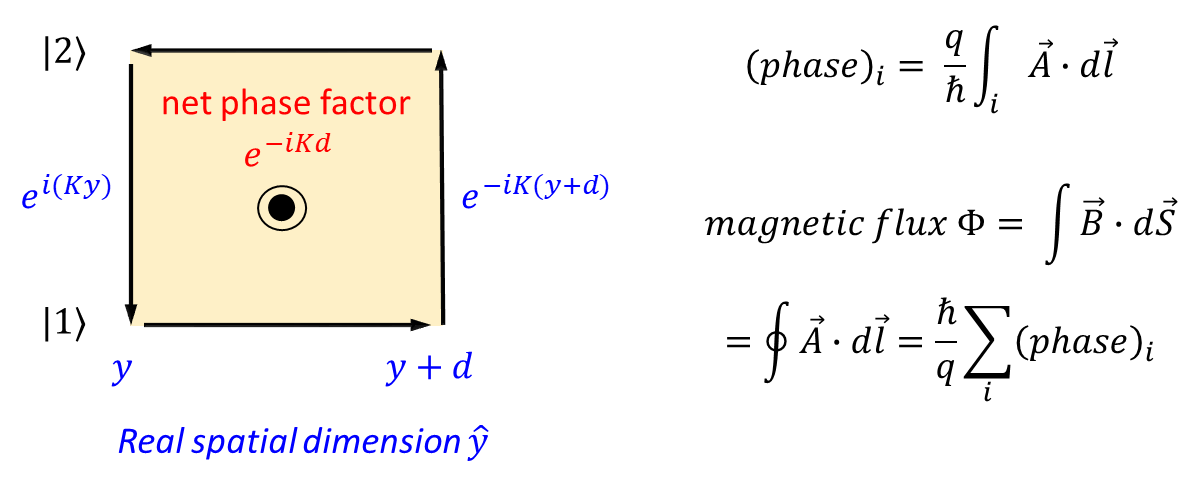 |2⟩
net phase factor
e^{-iKd}
e^{i(Ky)}
e^{-iK(y+d)}
|1⟩
y
y + d
Real spatial dimension ŷ
(phase)_i = \frac{q}{ℏ} ∫_i \vec{A} · d\vec{l}
magnetic flux Φ = ∫ \vec{B} · d\vec{S}
= ∮ \vec{A} · d\vec{l} = \frac{ℏ}{q} ∑_i (phase)_i